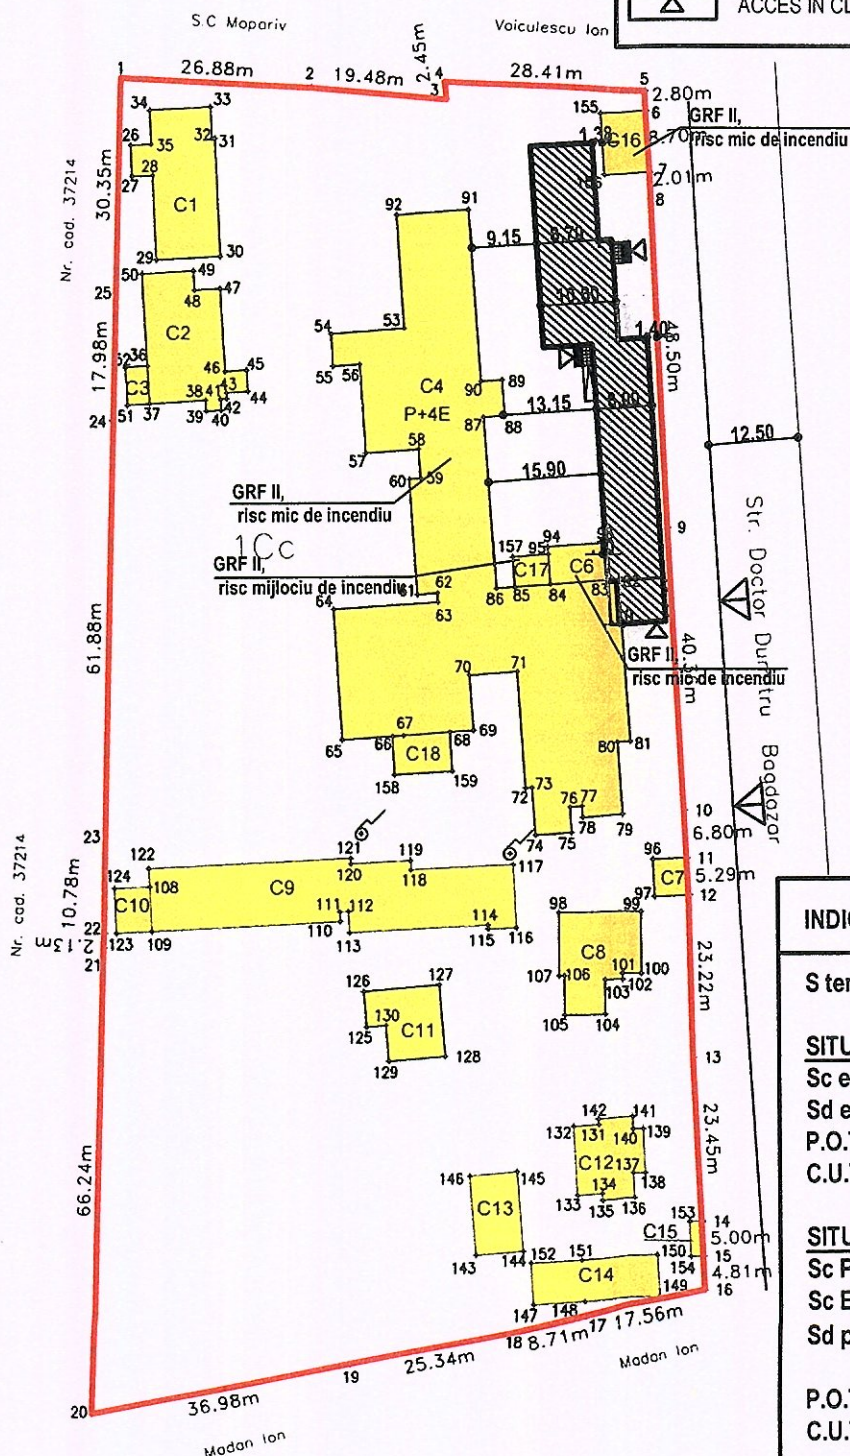 ACCES IN
S.C Mopariv
Voiculescu Ion
1
26.88m
2
19.48m
2.45m
3
4
28.41m
5
2.80m
6
155
GRF II,
risc mic de incendiu
C16
8.70m
7
2.01m
8
33
34
32
31
26
35
28
27
30.35m
Nr. cad. 37214
C1
29
30
92
91
9.15
8.70
10.60
50
49
48
47
25
C2
54
53
1.40
48.50m
17.98m
52
36
55
56
46
45
C3
43
44
51
37
38
41
42
39
40
24
C4
P+4E
90
89
87
88
13.15
8.00
12.50
57
58
60
59
15.90
GRF II,
risc mic de incendiu
1Cc
GRF II,
risc mijlociu de incendiu
9
157
95
94
C17
C6
61
62
63
64
86
85
84
83
Str. Doctor Dumitru Bagdazar
61.88m
GRF II,
risc mic de incendiu
70
71
65
66
67
68
69
C18
158
159
80
81
72
73
76
77
78
79
74
75
10
6.80m
23
Nr. cad. 37214
10.78m
122
121
119
120
118
117
96
11
5.29m
C7
97
12
124
108
C9
C10
111
112
110
113
114
115
116
123
109
22
2.13m
21
98
99
C8
101
100
107
106
102
103
105
104
23.22m
126
127
130
C11
125
129
128
13
142
141
132
131
140
139
C12
137
138
134
133
135
136
23.45m
66.24m
146
145
C13
143
144
153
14
C15
5.00m
150
15
154
4.81m
152
151
C14
149
16
147
148
17
17.56m
18
8.71m
Madan Ion
25.34m
19
36.98m
20
Madan Ion
S
SITU
Sc
Sd
P.O.
C.U.
SITU
Sc
Sc
Sd
P.O.
C.U.